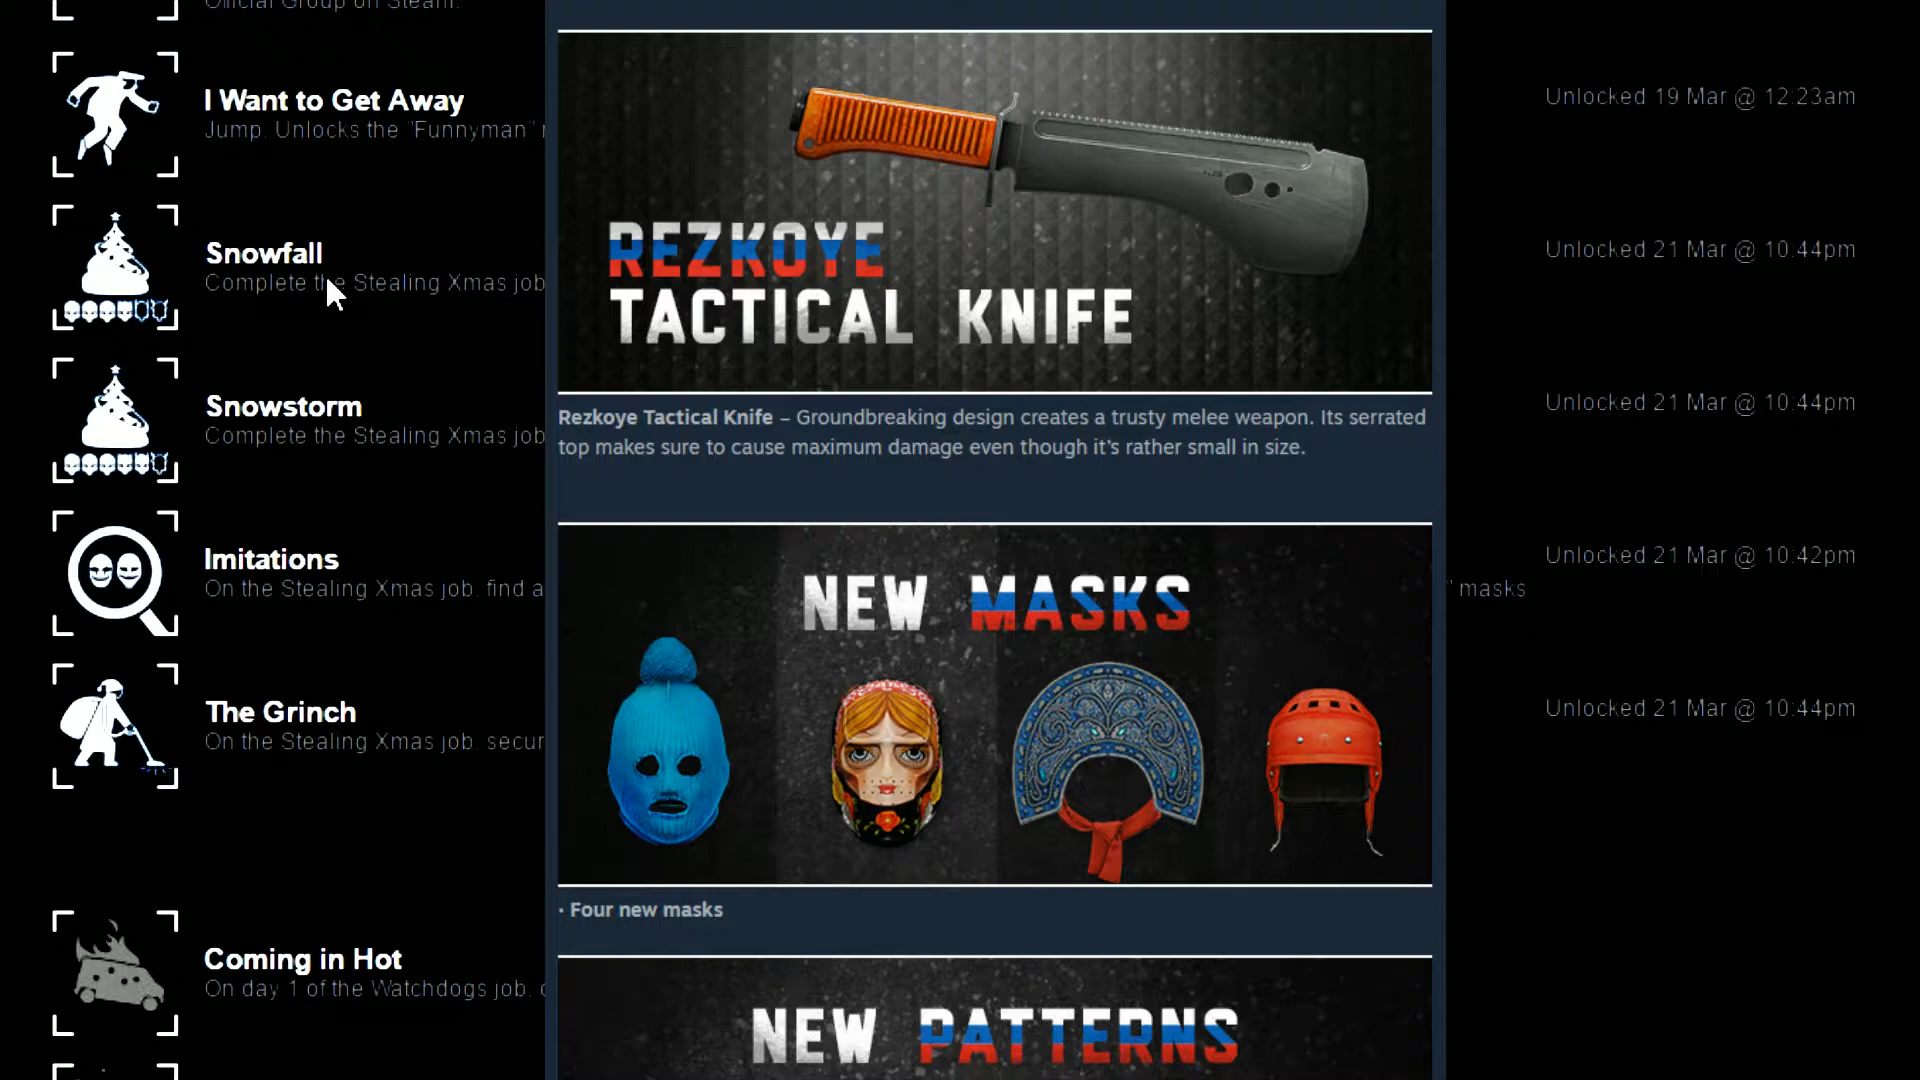 Official Group on Steam.
I Want to Get Away
Jump. Unlocks the "Funnyman"
Unlocked 19 Mar @ 12:23am
Snowfall
Complete the Stealing Xmas job
Unlocked 21 Mar @ 10:44pm
Snowstorm
Complete the Stealing Xmas job
Unlocked 21 Mar @ 10:44pm
Imitations
On the Stealing Xmas job, find a
" masks
Unlocked 21 Mar @ 10:42pm
The Grinch
On the Stealing Xmas job, secur
Unlocked 21 Mar @ 10:44pm
Coming in Hot
On day 1 of the Watchdogs job,
REZKOYE
TACTICAL KNIFE
Rezkoye Tactical Knife – Groundbreaking design creates a trusty melee weapon. Its serrated
top makes sure to cause maximum damage even though it's rather small in size.
NEW MASKS
· Four new masks
NEW PATTERNS